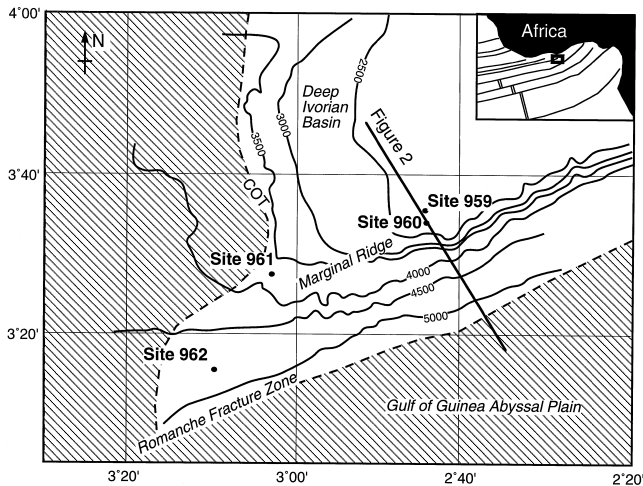 4°00'
N
Africa
Deep
Ivorian
Basin
2500
3000
3500
Figure 2
3°40'
COT
Site 959
Site 960
Site 961
Marginal Ridge
4000
4500
5000
3°20'
Site 962
Romanche Fracture Zone
Gulf of Guinea Abyssal Plain
3°20'
3°00'
2°40'
2°20'